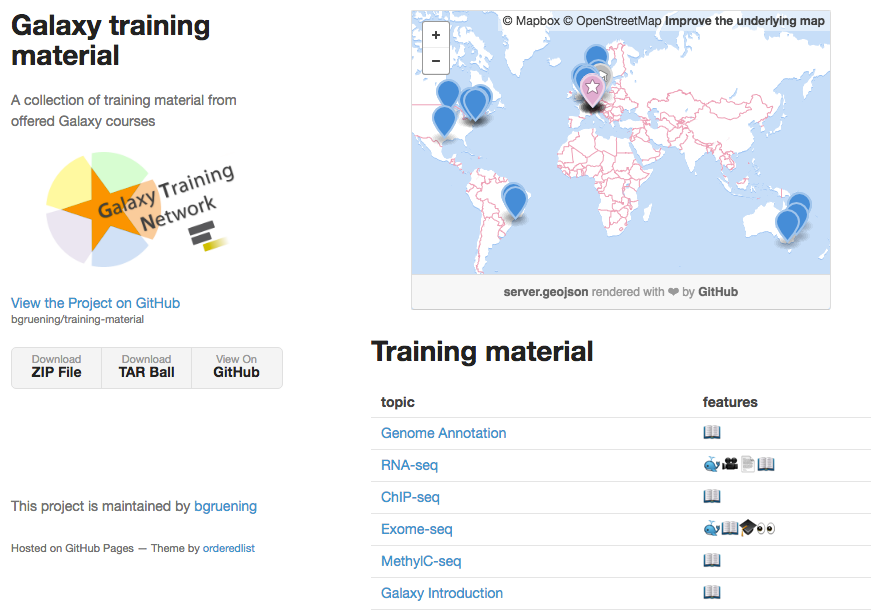 Galaxy training
material
A collection of training material from
offered Galaxy courses
Galaxy Training
Network
View the Project on GitHub
bgruening/training-material
Download
ZIP File
Download
TAR Ball
View On
GitHub
This project is maintained by bgruening
Hosted on GitHub Pages — Theme by orderedlist
+
−
© Mapbox © OpenStreetMap Improve the underlying map
server.geojson rendered with ❤ by GitHub
Training material
topic features
Genome Annotation 📖
RNA-seq 🐳🎥📄📖
ChIP-seq 📖
Exome-seq 🐳📖🎓👀
MethylC-seq 📖
Galaxy Introduction 📖